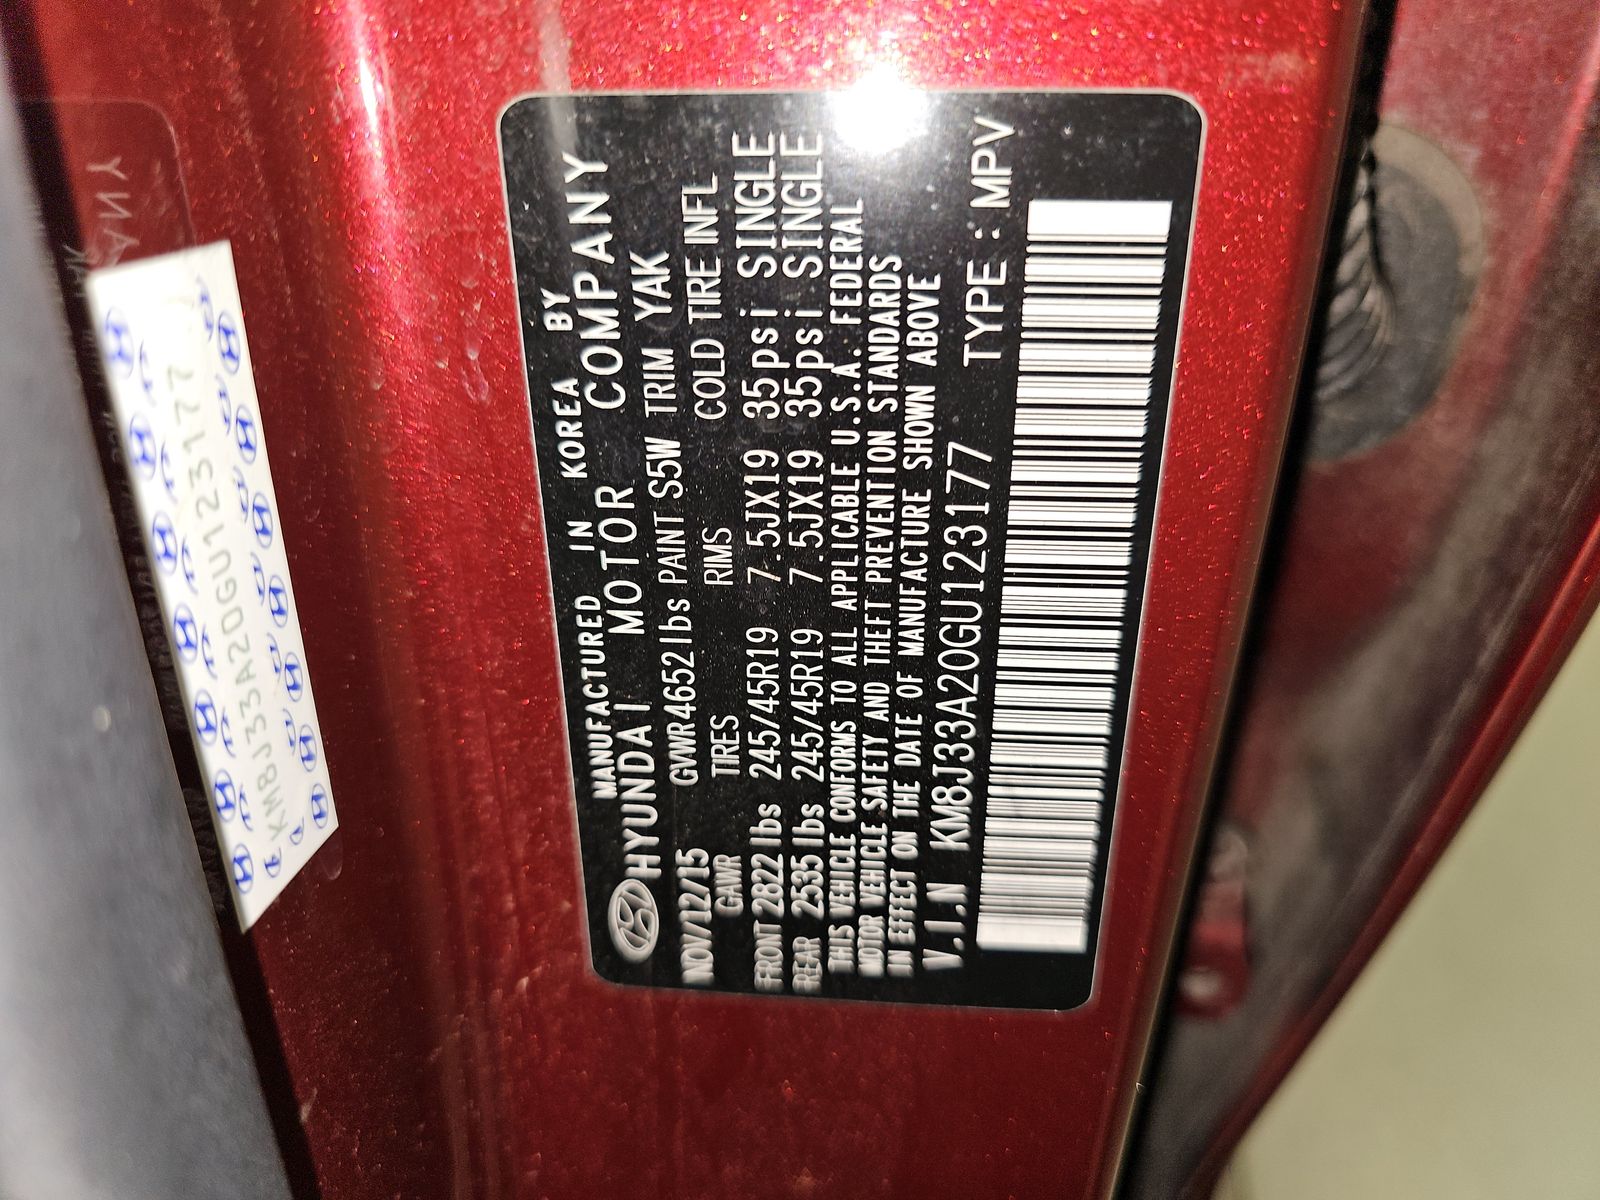 MANUFACTURED IN KOREA BY
HYUNDAI MOTOR COMPANY
NOV/12/15 GVWR4652lbs PAINT S5W TRIM YAK
GAWR TIRES RIMS COLD TIRE INFL
FRONT 2822 lbs 245/45R19 7.5JX19 35psi SINGLE
REAR 2535 lbs 245/45R19 7.5JX19 35psi SINGLE
THIS VEHICLE CONFORMS TO ALL APPLICABLE U.S.A. FEDERAL
MOTOR VEHICLE SAFETY AND THEFT PREVENTION STANDARDS
IN EFFECT ON THE DATE OF MANUFACTURE SHOWN ABOVE
V.I.N KM8J33A20GU123177 TYPE : MPV
KM8J33A20GU123177